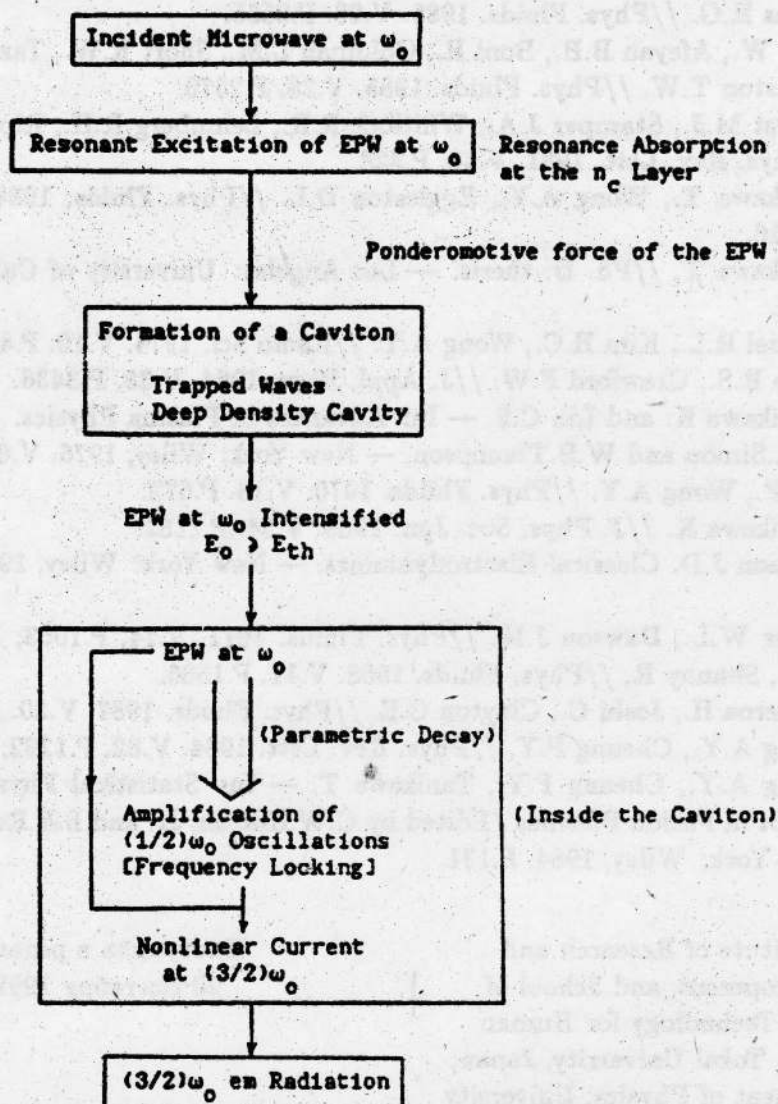 Incident Microwave at ω₀
Resonant Excitation of EPW at ω₀
Resonance Absorption
at the n_c Layer
Ponderomotive force of the EPW
Formation of a Caviton
Trapped Waves
Deep Density Cavity
EPW at ω₀ Intensified
E₀ E_th
EPW at ω₀
(Parametric Decay)
Amplification of
(1/2)ω₀ Oscillations
[Frequency Locking]
(Inside the Caviton)
Nonlinear Current
at (3/2)ω₀
(3/2)ω₀ em Radiation